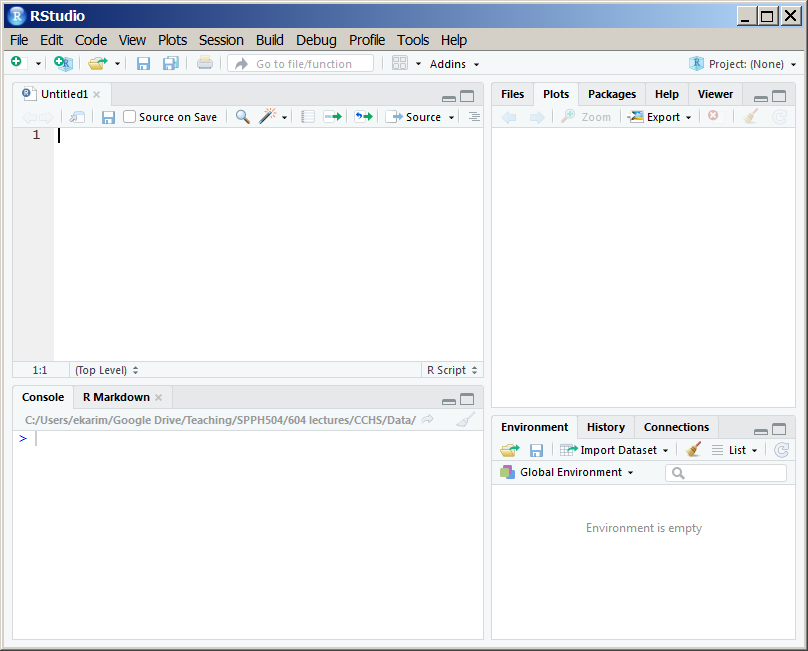 RStudio
File Edit Code View Plots Session Build Debug Profile Tools Help
Go to file/function Addins Project: (None)
Untitled1
Source on Save Source
1
1:1 (Top Level) R Script
Console R Markdown
C:/Users/ekarim/Google Drive/Teaching/SPPH504/604 lectures/CCHS/Data/
>
Files Plots Packages Help Viewer
Zoom Export
Environment History Connections
Import Dataset List
Global Environment
Environment is empty